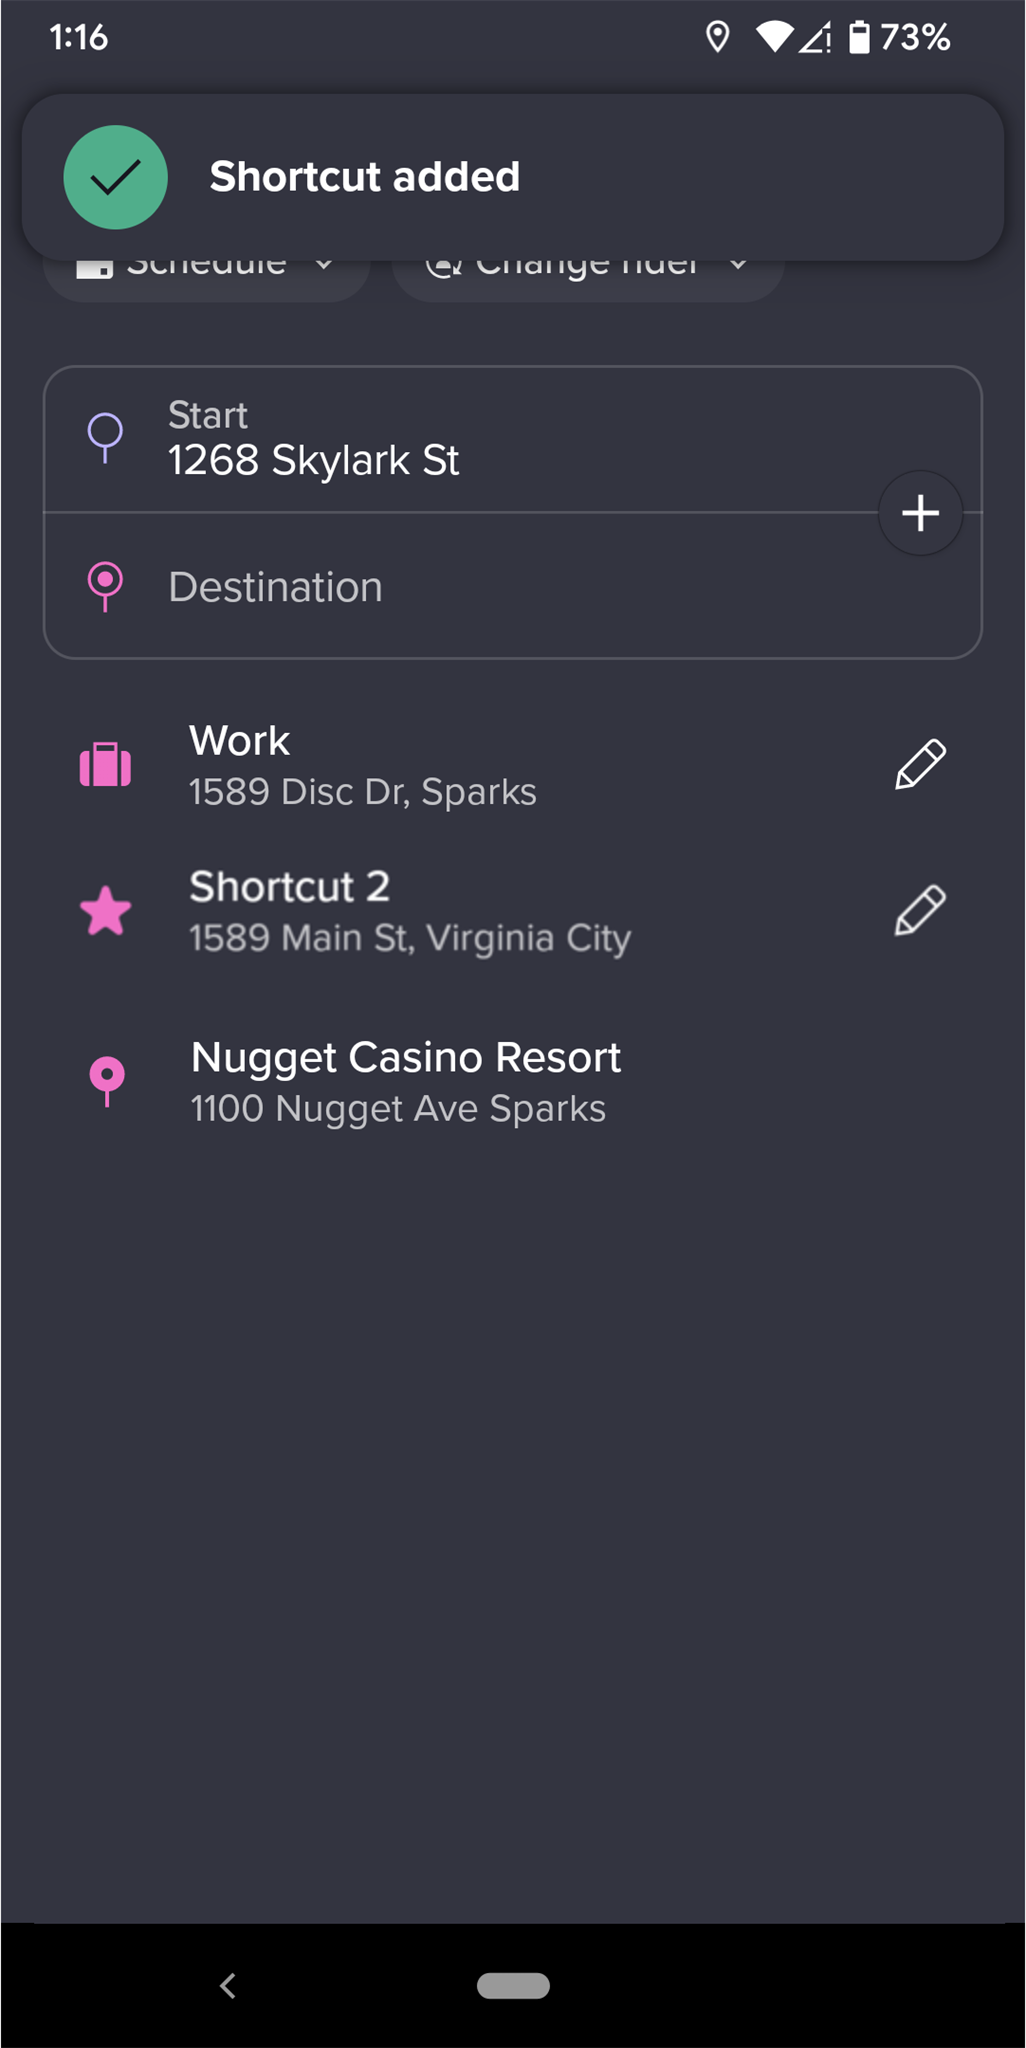 1:16
73%
Shortcut added
Schedule
Change rider
Start
1268 Skylark St
Destination
Work
1589 Disc Dr, Sparks
Shortcut 2
1589 Main St, Virginia City
Nugget Casino Resort
1100 Nugget Ave Sparks